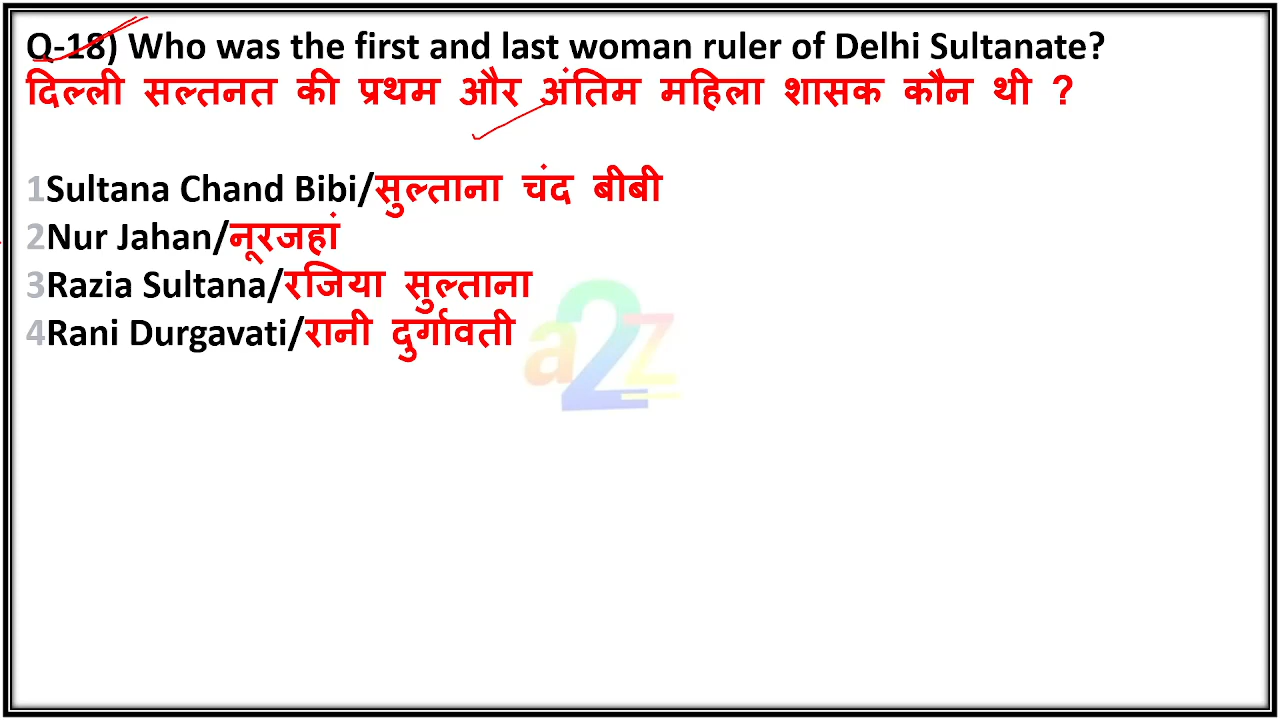 Q-18) Who was the first and last woman ruler of Delhi Sultanate?
दिल्ली सल्तनत की प्रथम और अंतिम महिला शासक कौन थी ?
1Sultana Chand Bibi/सुल्ताना चंद बीबी
2Nur Jahan/नूरजहां
3Razia Sultana/रजिया सुल्ताना
4Rani Durgavati/रानी दुर्गावती
a2z